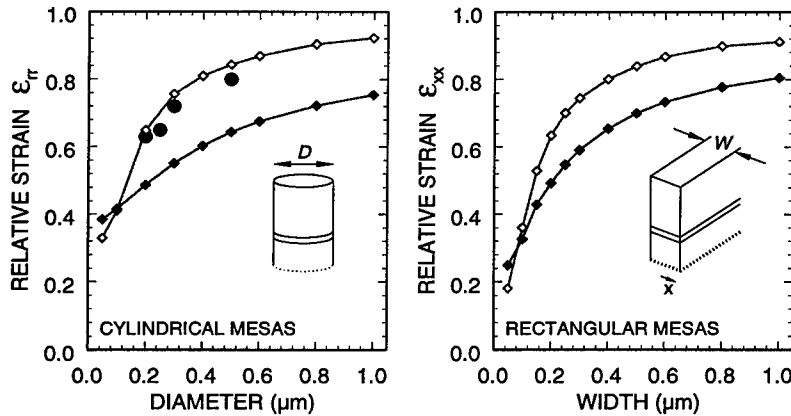 RELATIVE STRAIN εrr
1.0
0.8
0.6
0.4
0.2
0.0
D
CYLINDRICAL MESAS
0.0 0.2 0.4 0.6 0.8 1.0
DIAMETER (μm)
RELATIVE STRAIN εxx
1.0
0.8
0.6
0.4
0.2
0.0
W
x
RECTANGULAR MESAS
0.0 0.2 0.4 0.6 0.8 1.0
WIDTH (μm)